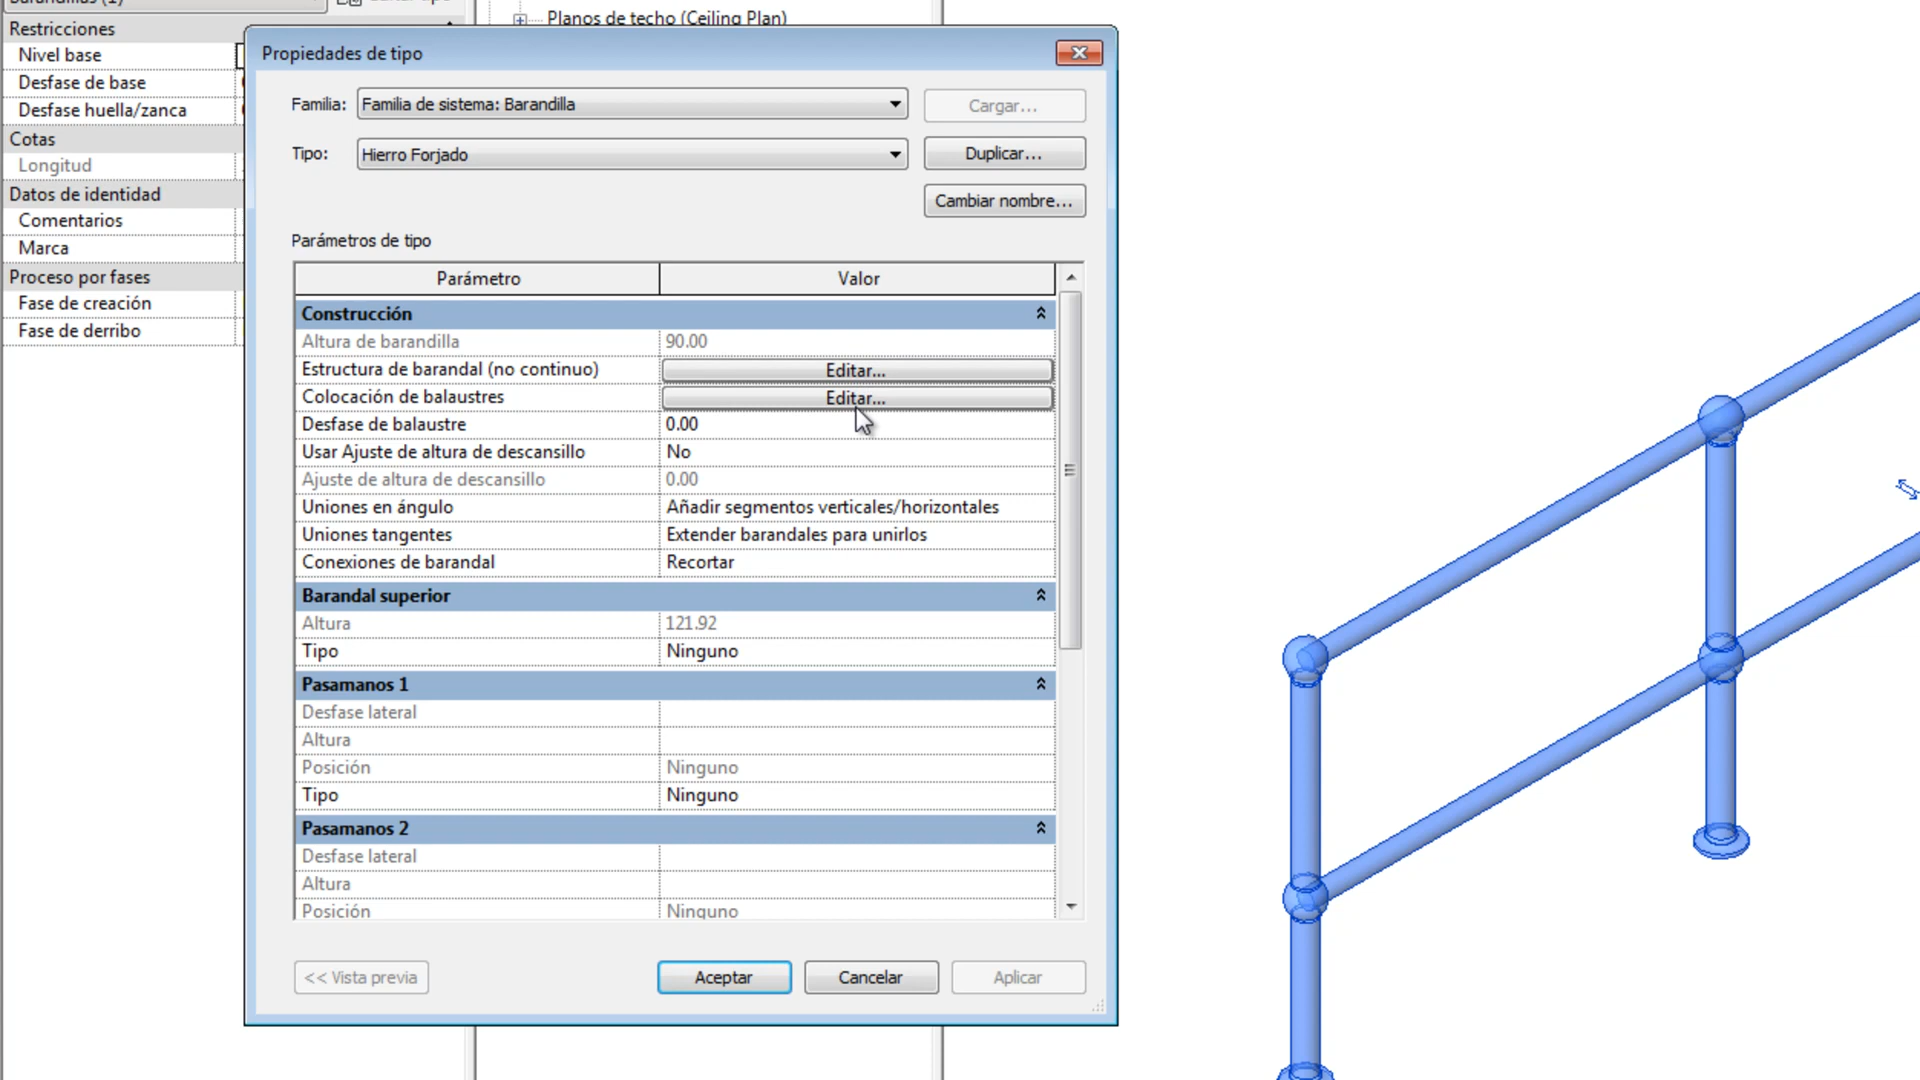 Barandillas (1)
Planos de techo (Ceiling Plan)
Restricciones
Nivel base
Desfase de base
Desfase huella/zanca
Cotas
Longitud
Datos de identidad
Comentarios
Marca
Proceso por fases
Fase de creación
Fase de derribo
Propiedades de tipo
Familia: Familia de sistema: Barandilla Cargar...
Tipo: Hierro Forjado Duplicar...
Cambiar nombre...
Parámetros de tipo
Parámetro Valor
Construcción
Altura de barandilla 90.00
Estructura de barandal (no continuo) Editar...
Colocación de balaustres Editar...
Desfase de balaustre 0.00
Usar Ajuste de altura de descansillo No
Ajuste de altura de descansillo 0.00
Uniones en ángulo Añadir segmentos verticales/horizontales
Uniones tangentes Extender barandales para unirlos
Conexiones de barandal Recortar
Barandal superior
Altura 121.92
Tipo Ninguno
Pasamanos 1
Desfase lateral
Altura
Posición Ninguno
Tipo Ninguno
Pasamanos 2
Desfase lateral
Altura
Posición Ninguno
<< Vista previa Aceptar Cancelar Aplicar